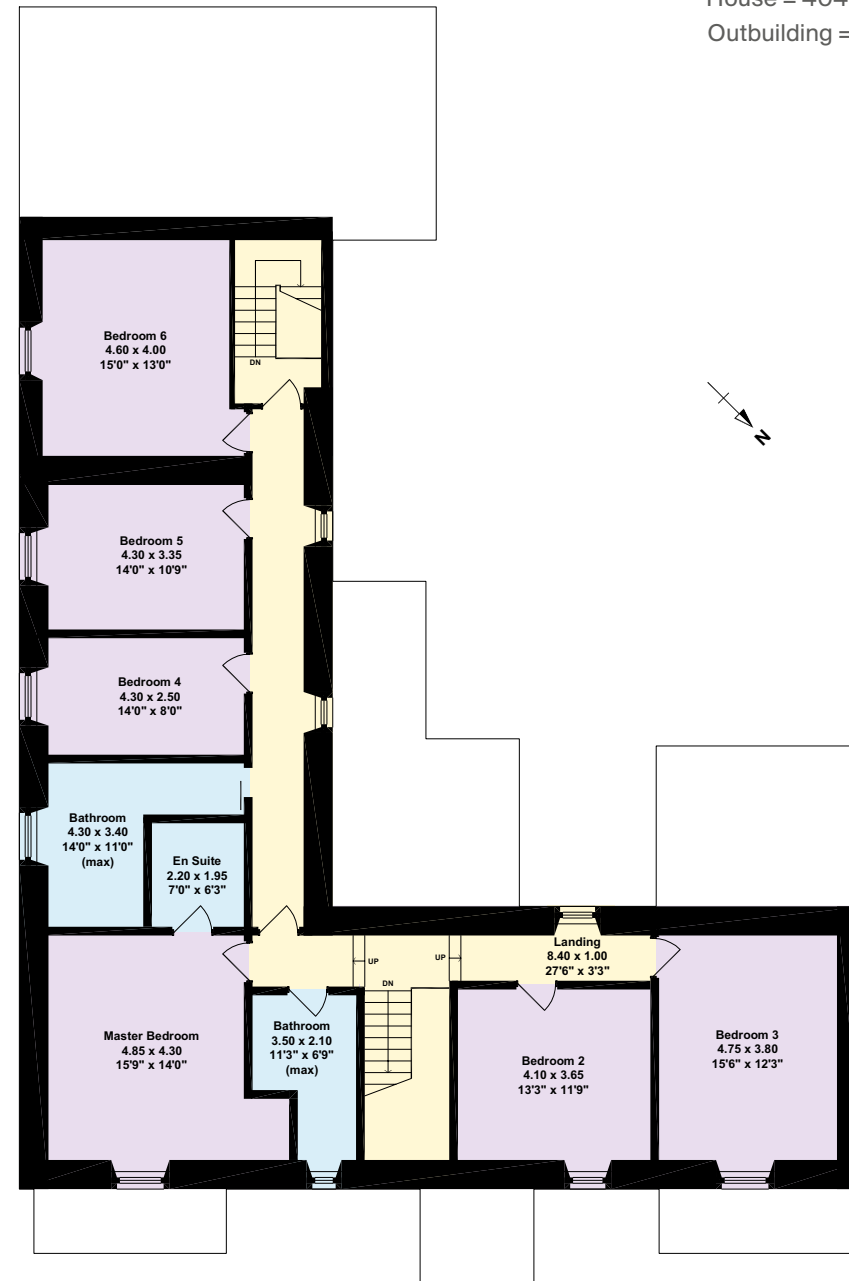 House = 464
Outbuilding =
Bedroom 6
4.60 x 4.00
15'0" x 13'0"
DN
N
Bedroom 5
4.30 x 3.35
14'0" x 10'9"
Bedroom 4
4.30 x 2.50
14'0" x 8'0"
Bathroom
4.30 x 3.40
14'0" x 11'0"
(max)
En Suite
2.20 x 1.95
7'0" x 6'3"
UP
UP
DN
Landing
8.40 x 1.00
27'6" x 3'3"
Master Bedroom
4.85 x 4.30
15'9" x 14'0"
Bathroom
3.50 x 2.10
11'3" x 6'9"
(max)
Bedroom 2
4.10 x 3.65
13'3" x 11'9"
Bedroom 3
4.75 x 3.80
15'6" x 12'3"